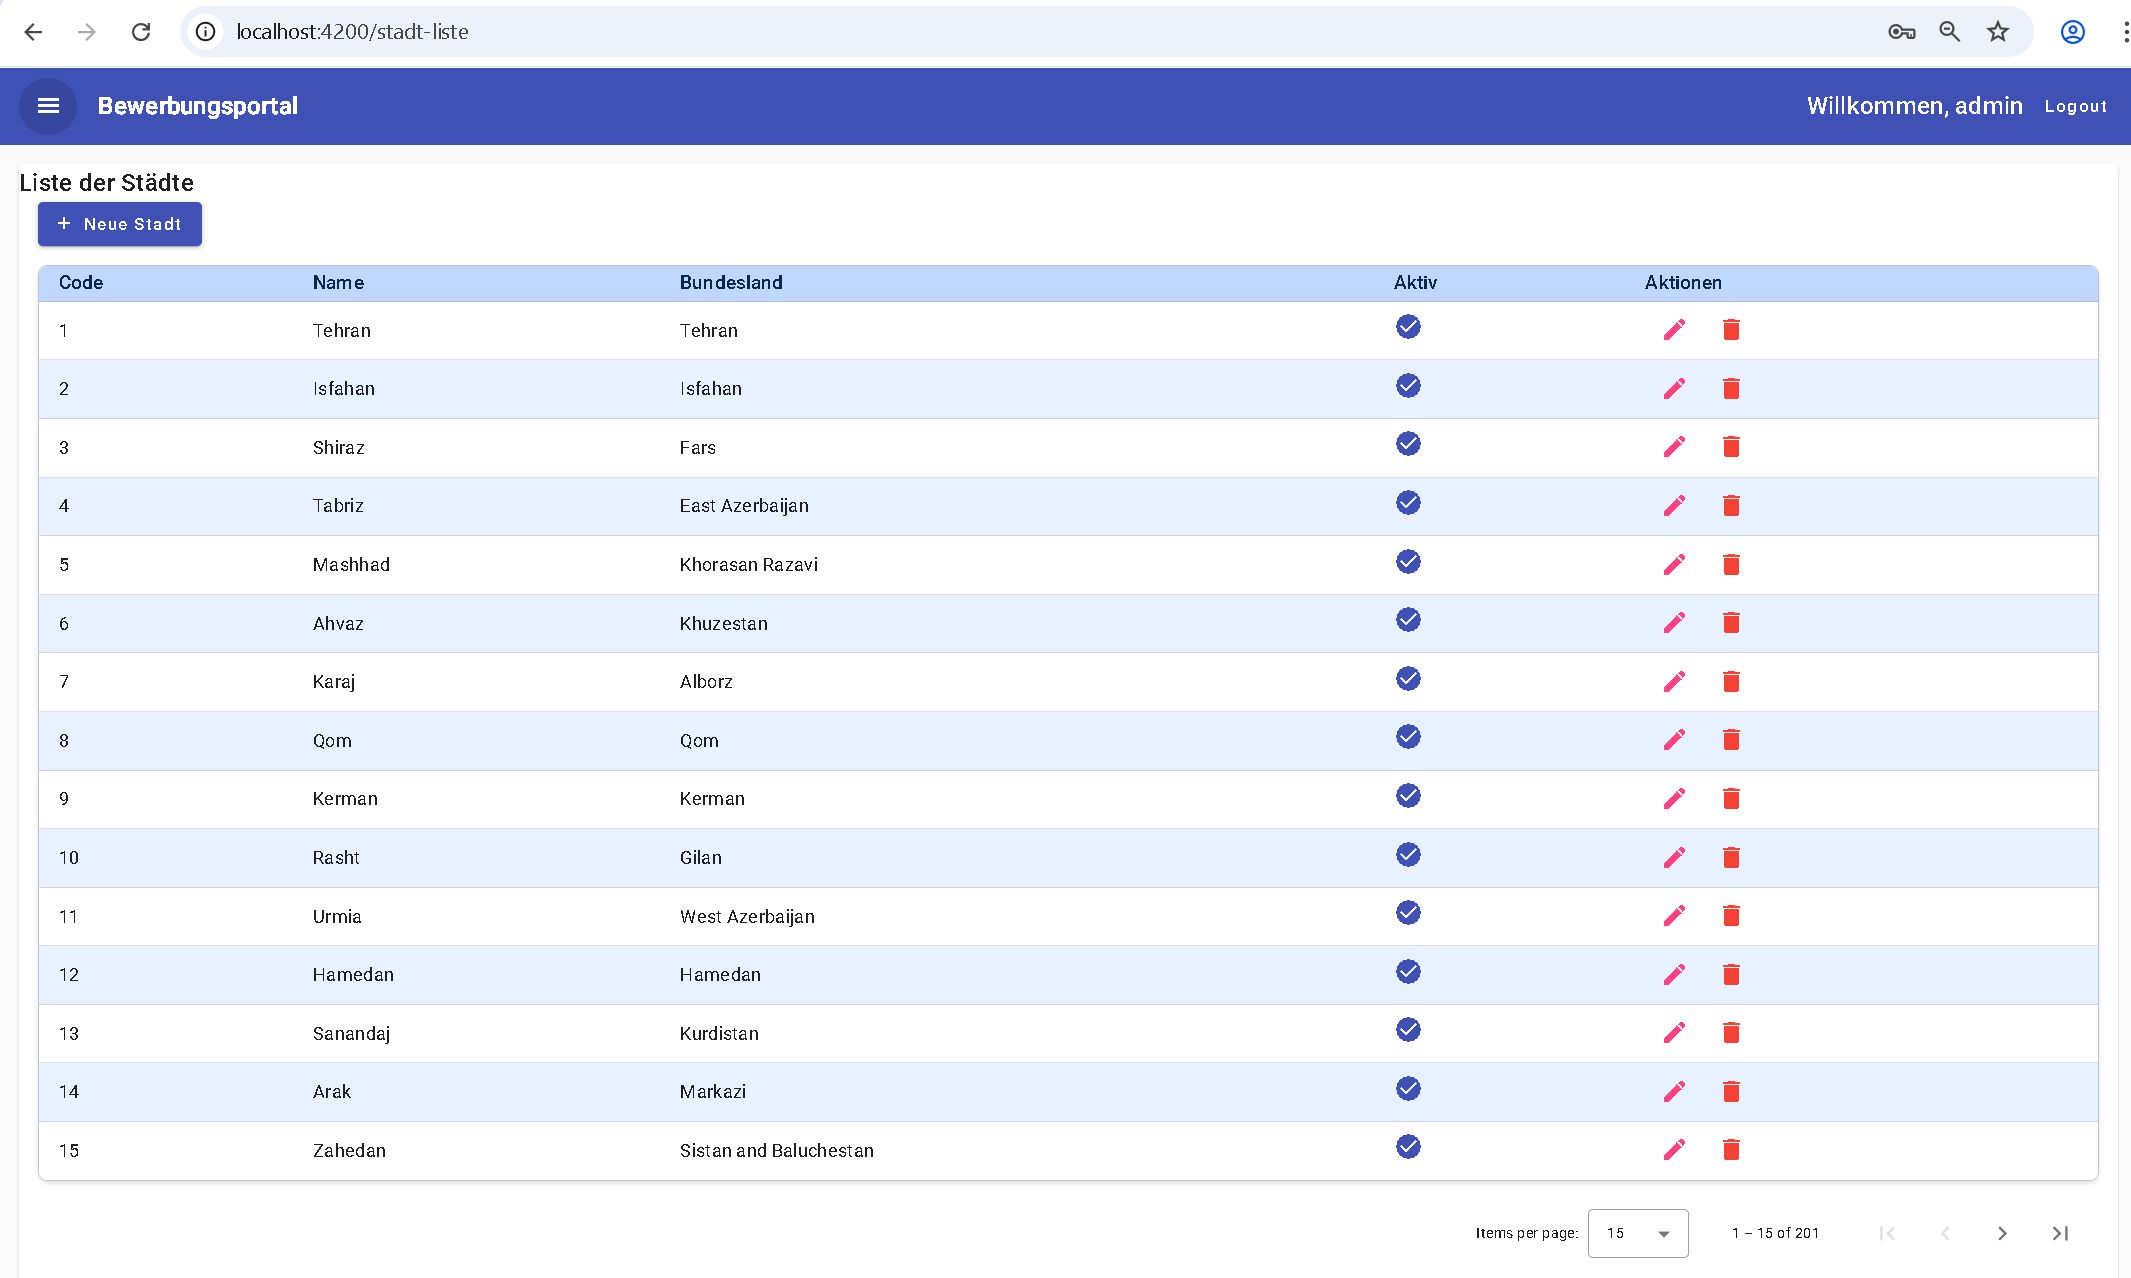 localhost:4200/stadt-liste
Bewerbungsportal Willkommen, admin Logout
Liste der Städte
+ Neue Stadt
Code Name Bundesland Aktiv Aktionen
1 Tehran Tehran
2 Isfahan Isfahan
3 Shiraz Fars
4 Tabriz East Azerbaijan
5 Mashhad Khorasan Razavi
6 Ahvaz Khuzestan
7 Karaj Alborz
8 Qom Qom
9 Kerman Kerman
10 Rasht Gilan
11 Urmia West Azerbaijan
12 Hamedan Hamedan
13 Sanandaj Kurdistan
14 Arak Markazi
15 Zahedan Sistan and Baluchestan
Items per page: 15 1 – 15 of 201